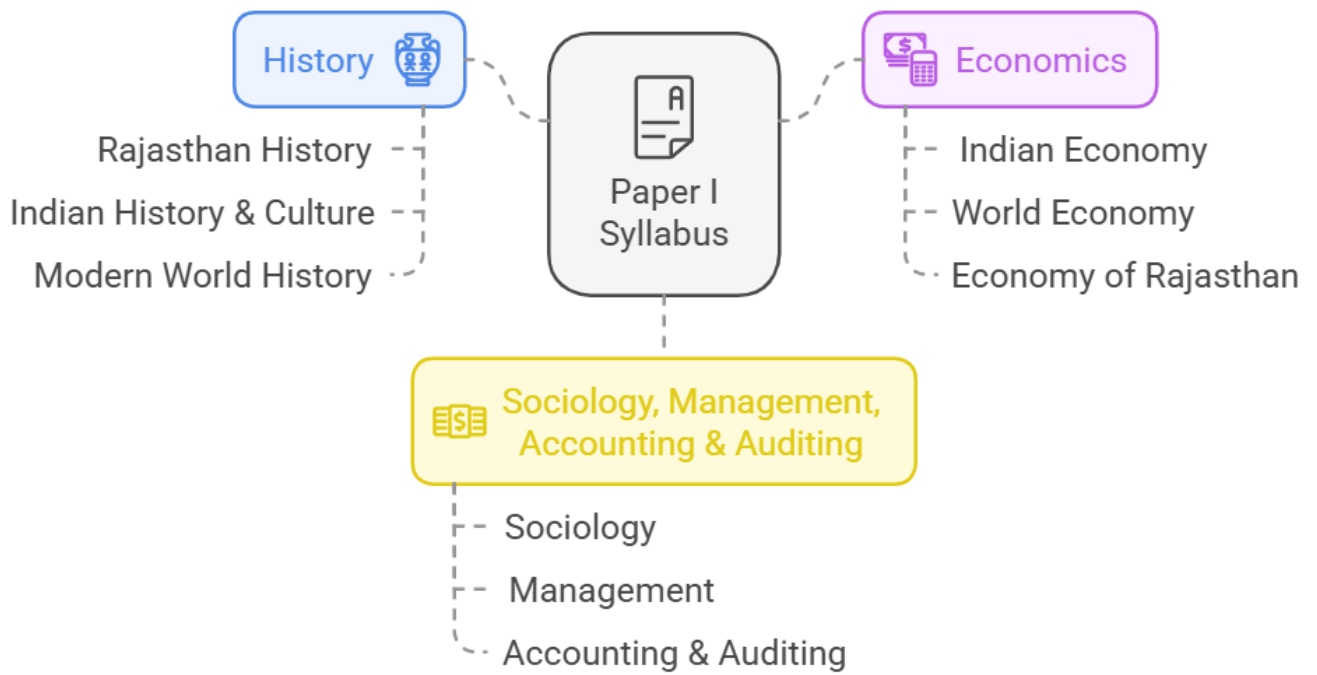 History
Rajasthan History
Indian History & Culture
Modern World History
A
Paper I
Syllabus
Economics
Indian Economy
World Economy
Economy of Rajasthan
Sociology, Management,
Accounting & Auditing
Sociology
Management
Accounting & Auditing